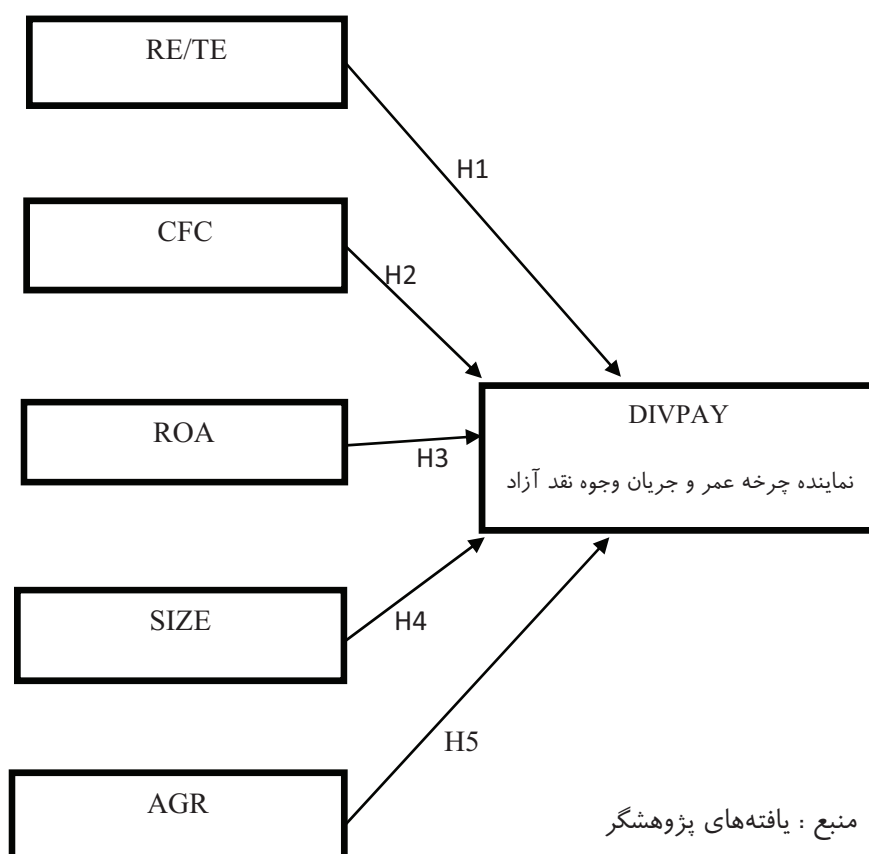 RE/TE
H1
CFC
H2
ROA
H3
DIVPAY
نماینده چرخه عمر و جریان وجوه نقد آزاد
SIZE
H4
H5
AGR
منبع : یافته‌های پژوهشگر